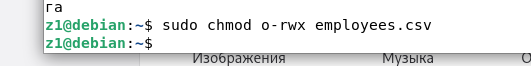 га
z1@debian:~$ sudo chmod o-rwx employees.csv
z1@debian:~$
Изображения Музыка